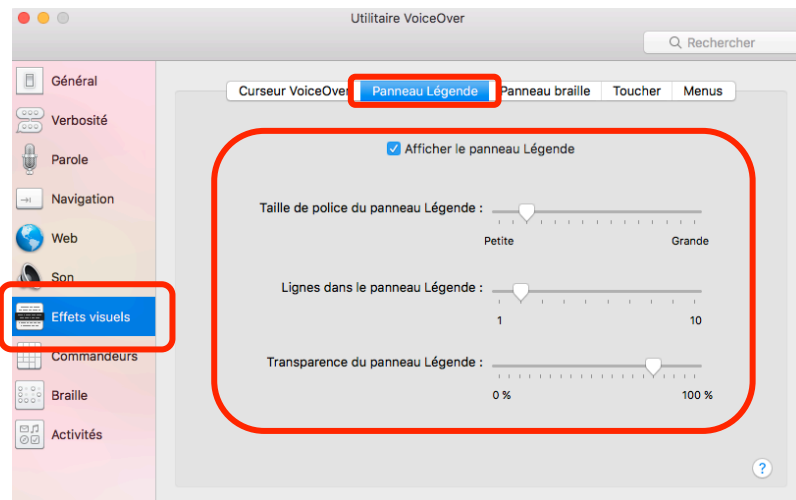 Utilitaire VoiceOver
Rechercher
Général
Verbosité
Parole
Navigation
Web
Son
Effets visuels
Commandeurs
Braille
Activités
Curseur VoiceOver Panneau Légende Panneau braille Toucher Menus
Afficher le panneau Légende
Taille de police du panneau Légende :
Petite Grande
Lignes dans le panneau Légende :
1 10
Transparence du panneau Légende :
0 % 100 %
?